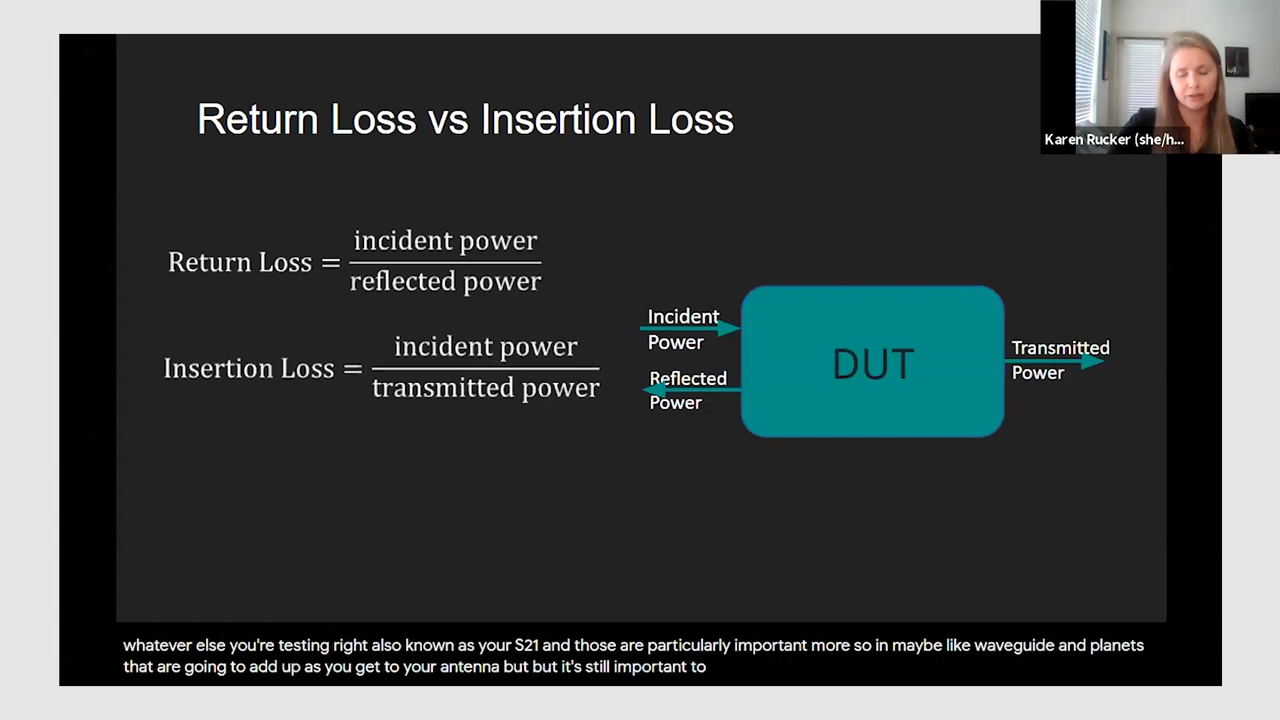 Karen Rucker (she/h...
Return Loss vs Insertion Loss
Return Loss = incident power / reflected power
Insertion Loss = incident power / transmitted power
Incident
Power
Reflected
Power
DUT
Transmitted
Power
whatever else you're testing right also known as your S21 and those are particularly important more so in maybe like waveguide and planets
that are going to add up as you get to your antenna but but it's still important to